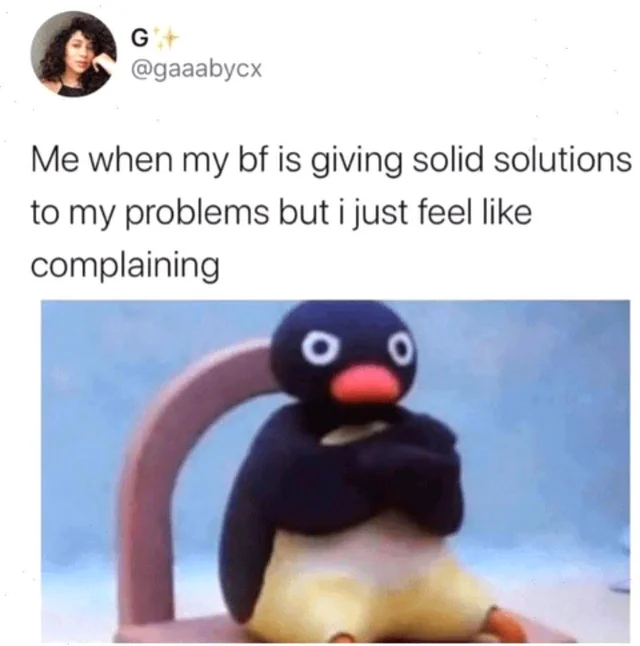 G✨
@gaaabycx
Me when my bf is giving solid solutions
to my problems but i just feel like
complaining